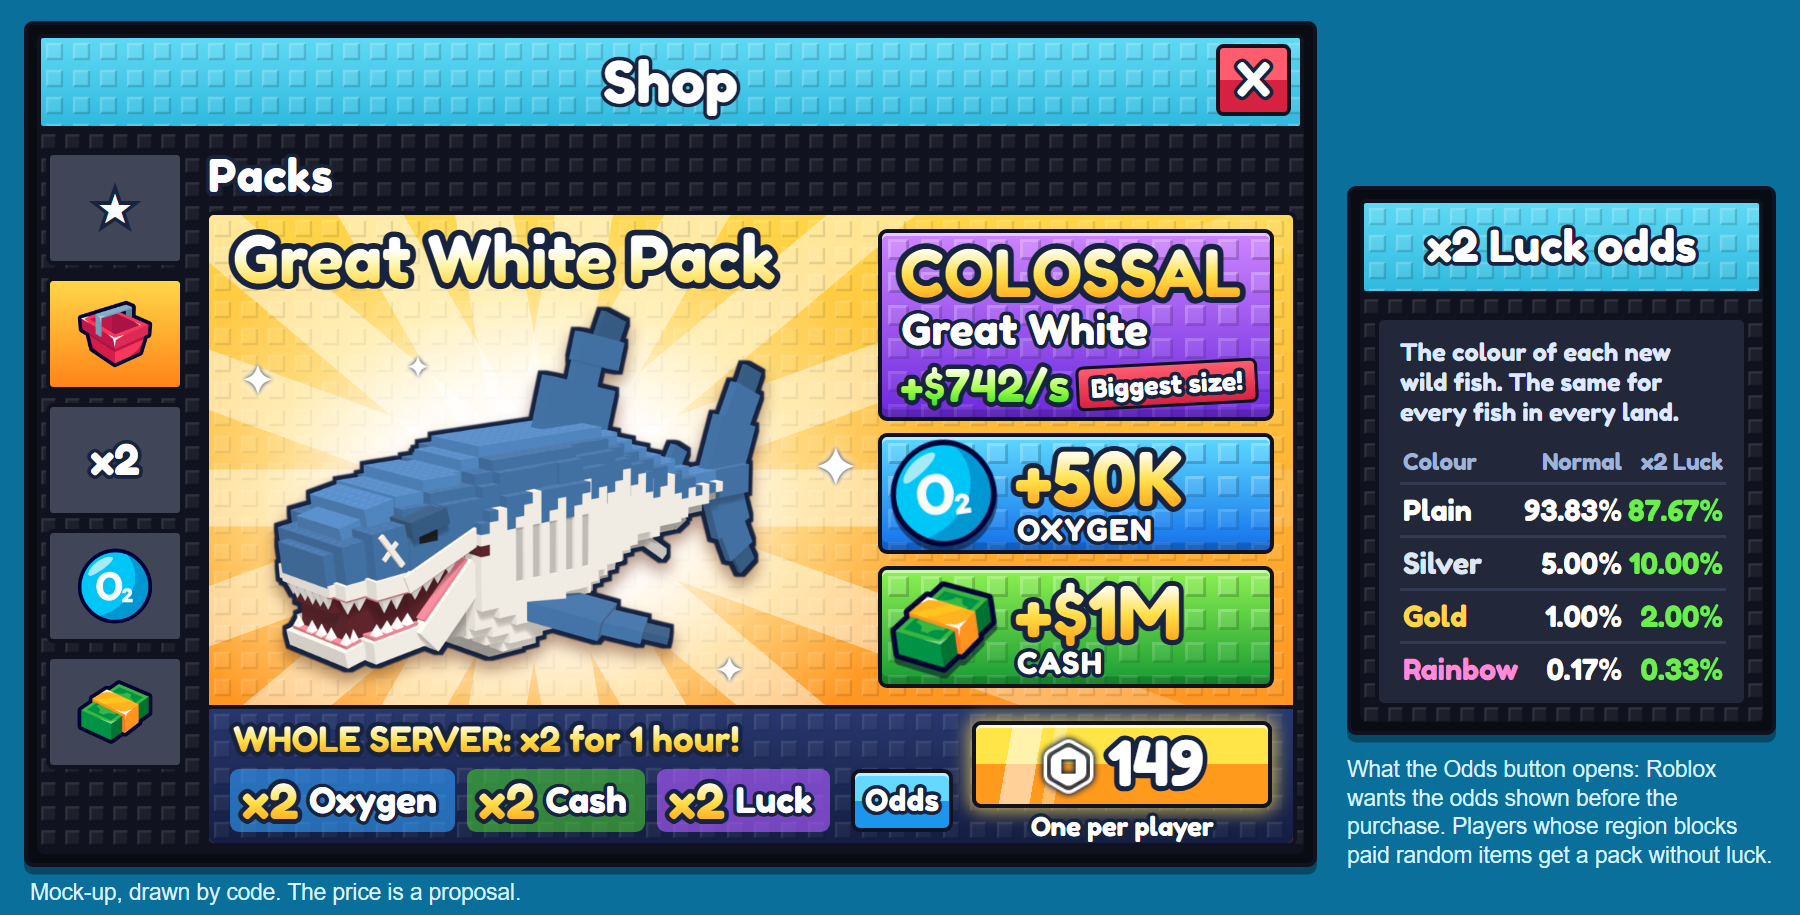 Shop
X
Packs
x2
O2
Great White Pack
COLOSSAL
Great White
+$742/s
Biggest size!
O2
+50K
OXYGEN
+$1M
CASH
WHOLE SERVER: x2 for 1 hour!
x2 Oxygen
x2 Cash
x2 Luck
Odds
149
One per player
Mock-up, drawn by code. The price is a proposal.
x2 Luck odds
The colour of each new
wild fish. The same for
every fish in every land.
Colour Normal x2 Luck
Plain 93.83% 87.67%
Silver 5.00% 10.00%
Gold 1.00% 2.00%
Rainbow 0.17% 0.33%
What the Odds button opens: Roblox
wants the odds shown before the
purchase. Players whose region blocks
paid random items get a pack without luck.